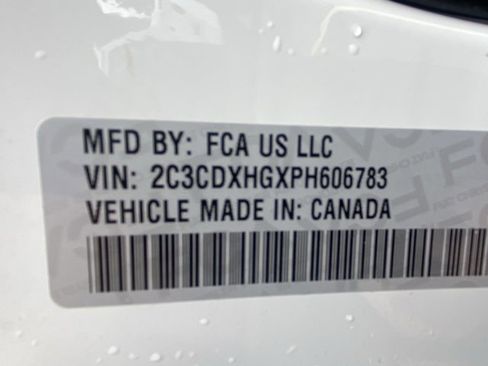 MFD BY: FCA US LLC
VIN: 2C3CDXHGXPH606783
VEHICLE MADE IN: CANADA